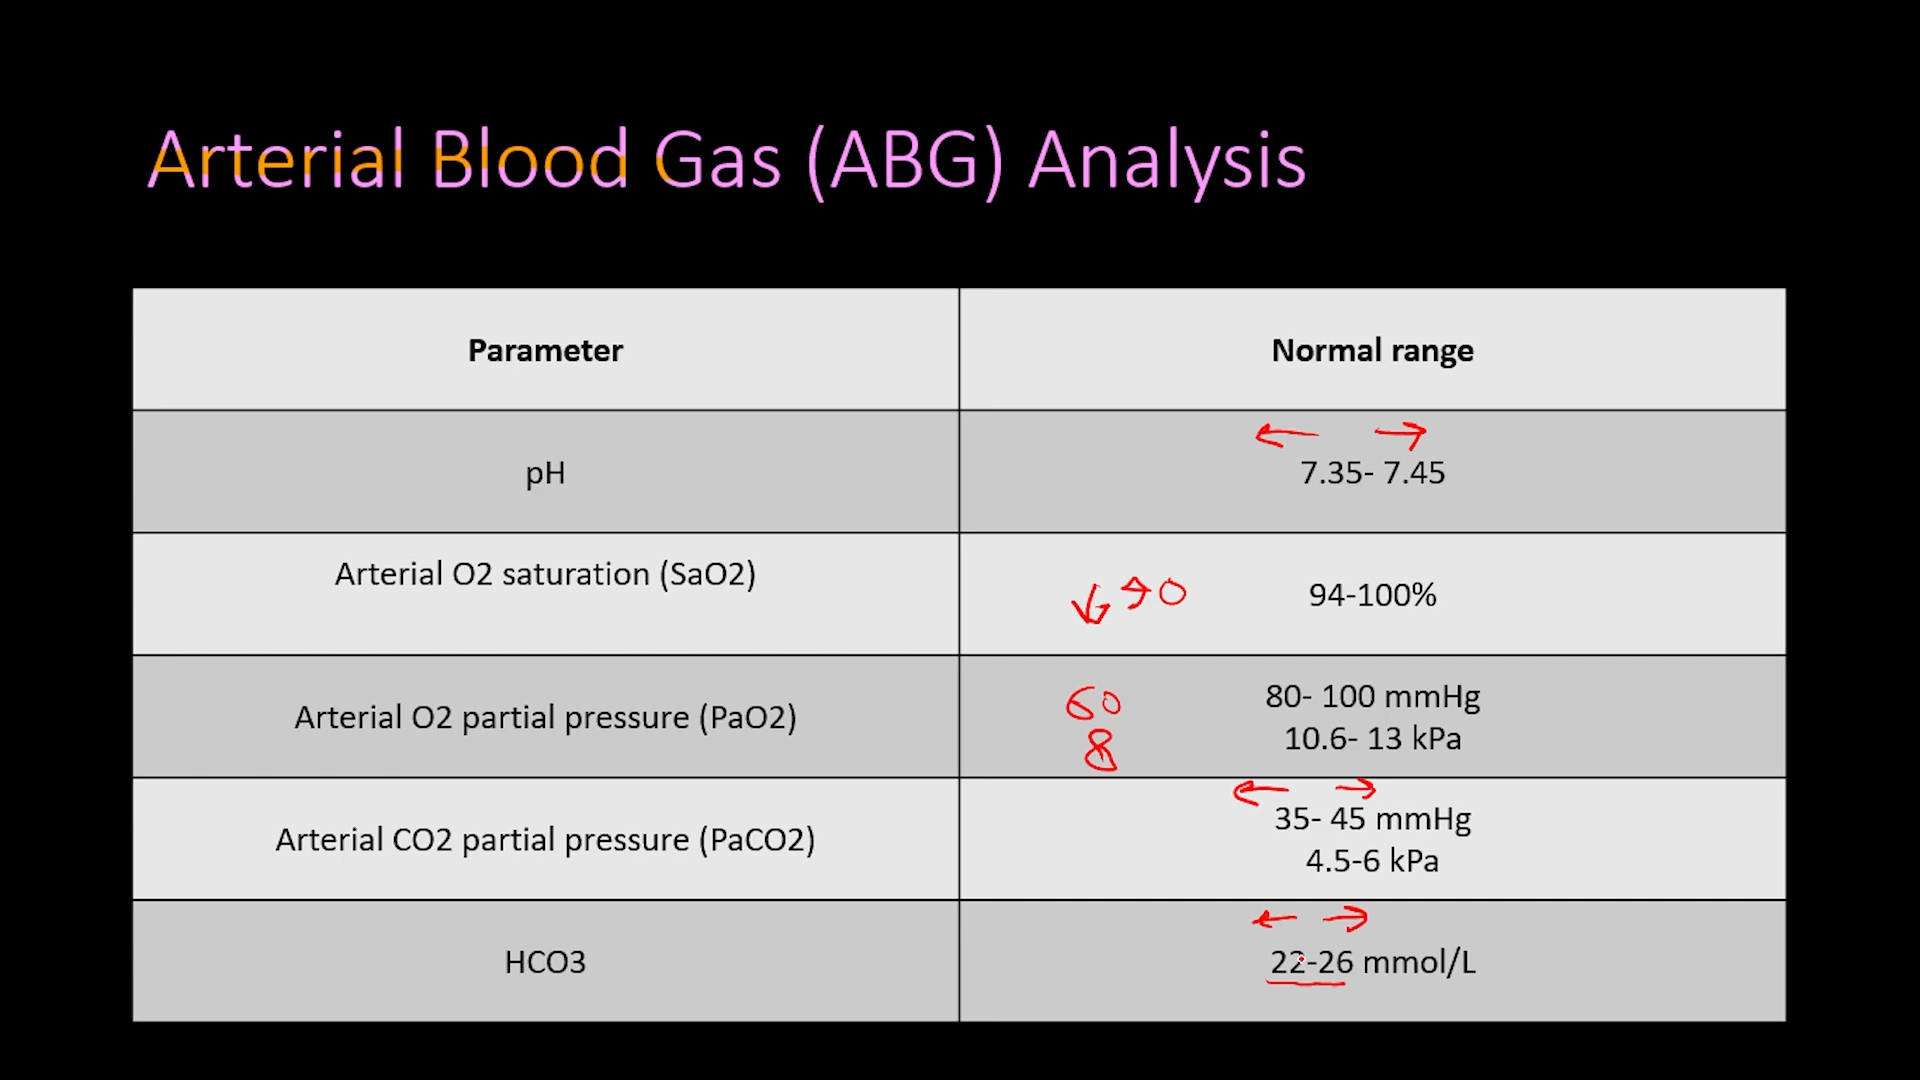 Arterial Blood Gas (ABG) Analysis
Parameter
Normal range
pH
7.35- 7.45
Arterial O2 saturation (SaO2)
90
94-100%
Arterial O2 partial pressure (PaO2)
60
8
80- 100 mmHg
10.6- 13 kPa
Arterial CO2 partial pressure (PaCO2)
35- 45 mmHg
4.5-6 kPa
HCO3
22-26 mmol/L